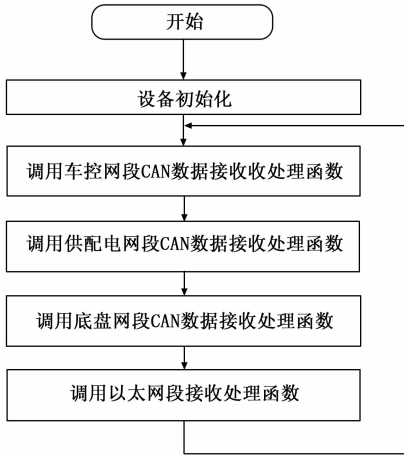 开始
设备初始化
调用车控网段CAN数据接收收处理函数
调用供配电网段CAN数据接收处理函数
调用底盘网段CAN数据接收处理函数
调用以太网段接收处理函数